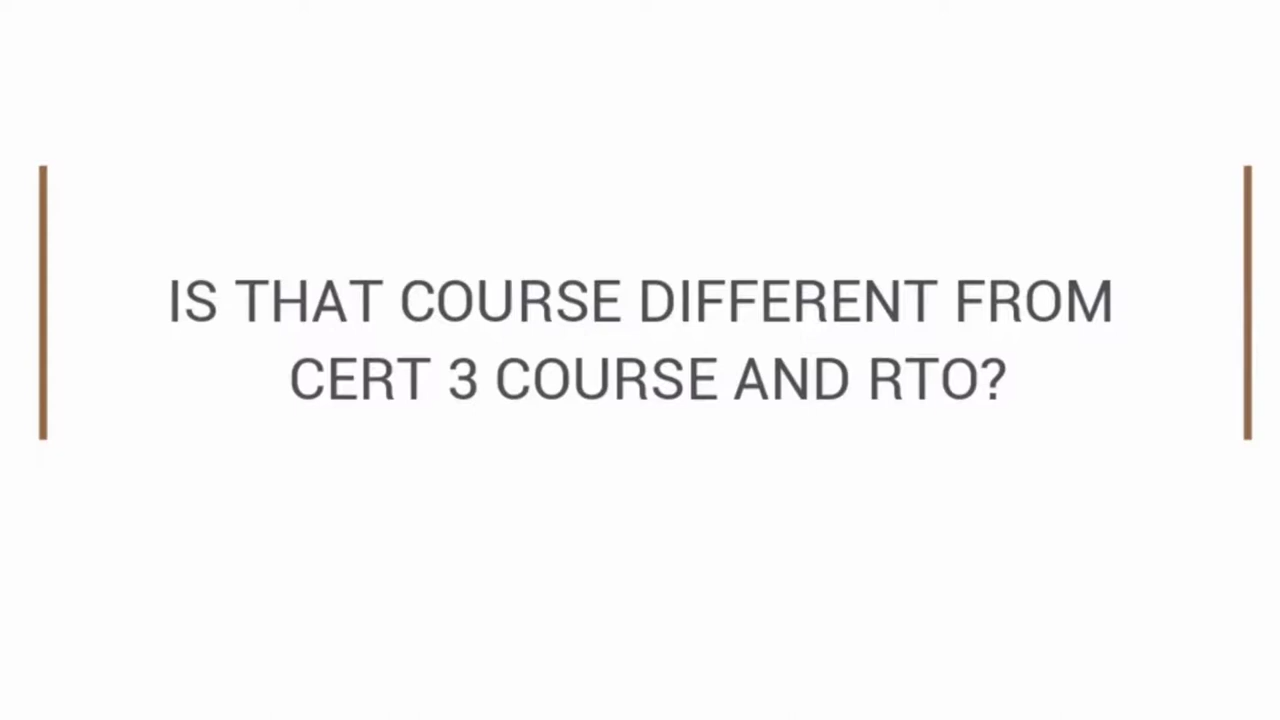 IS THAT COURSE DIFFERENT FROM
CERT 3 COURSE AND RTO?